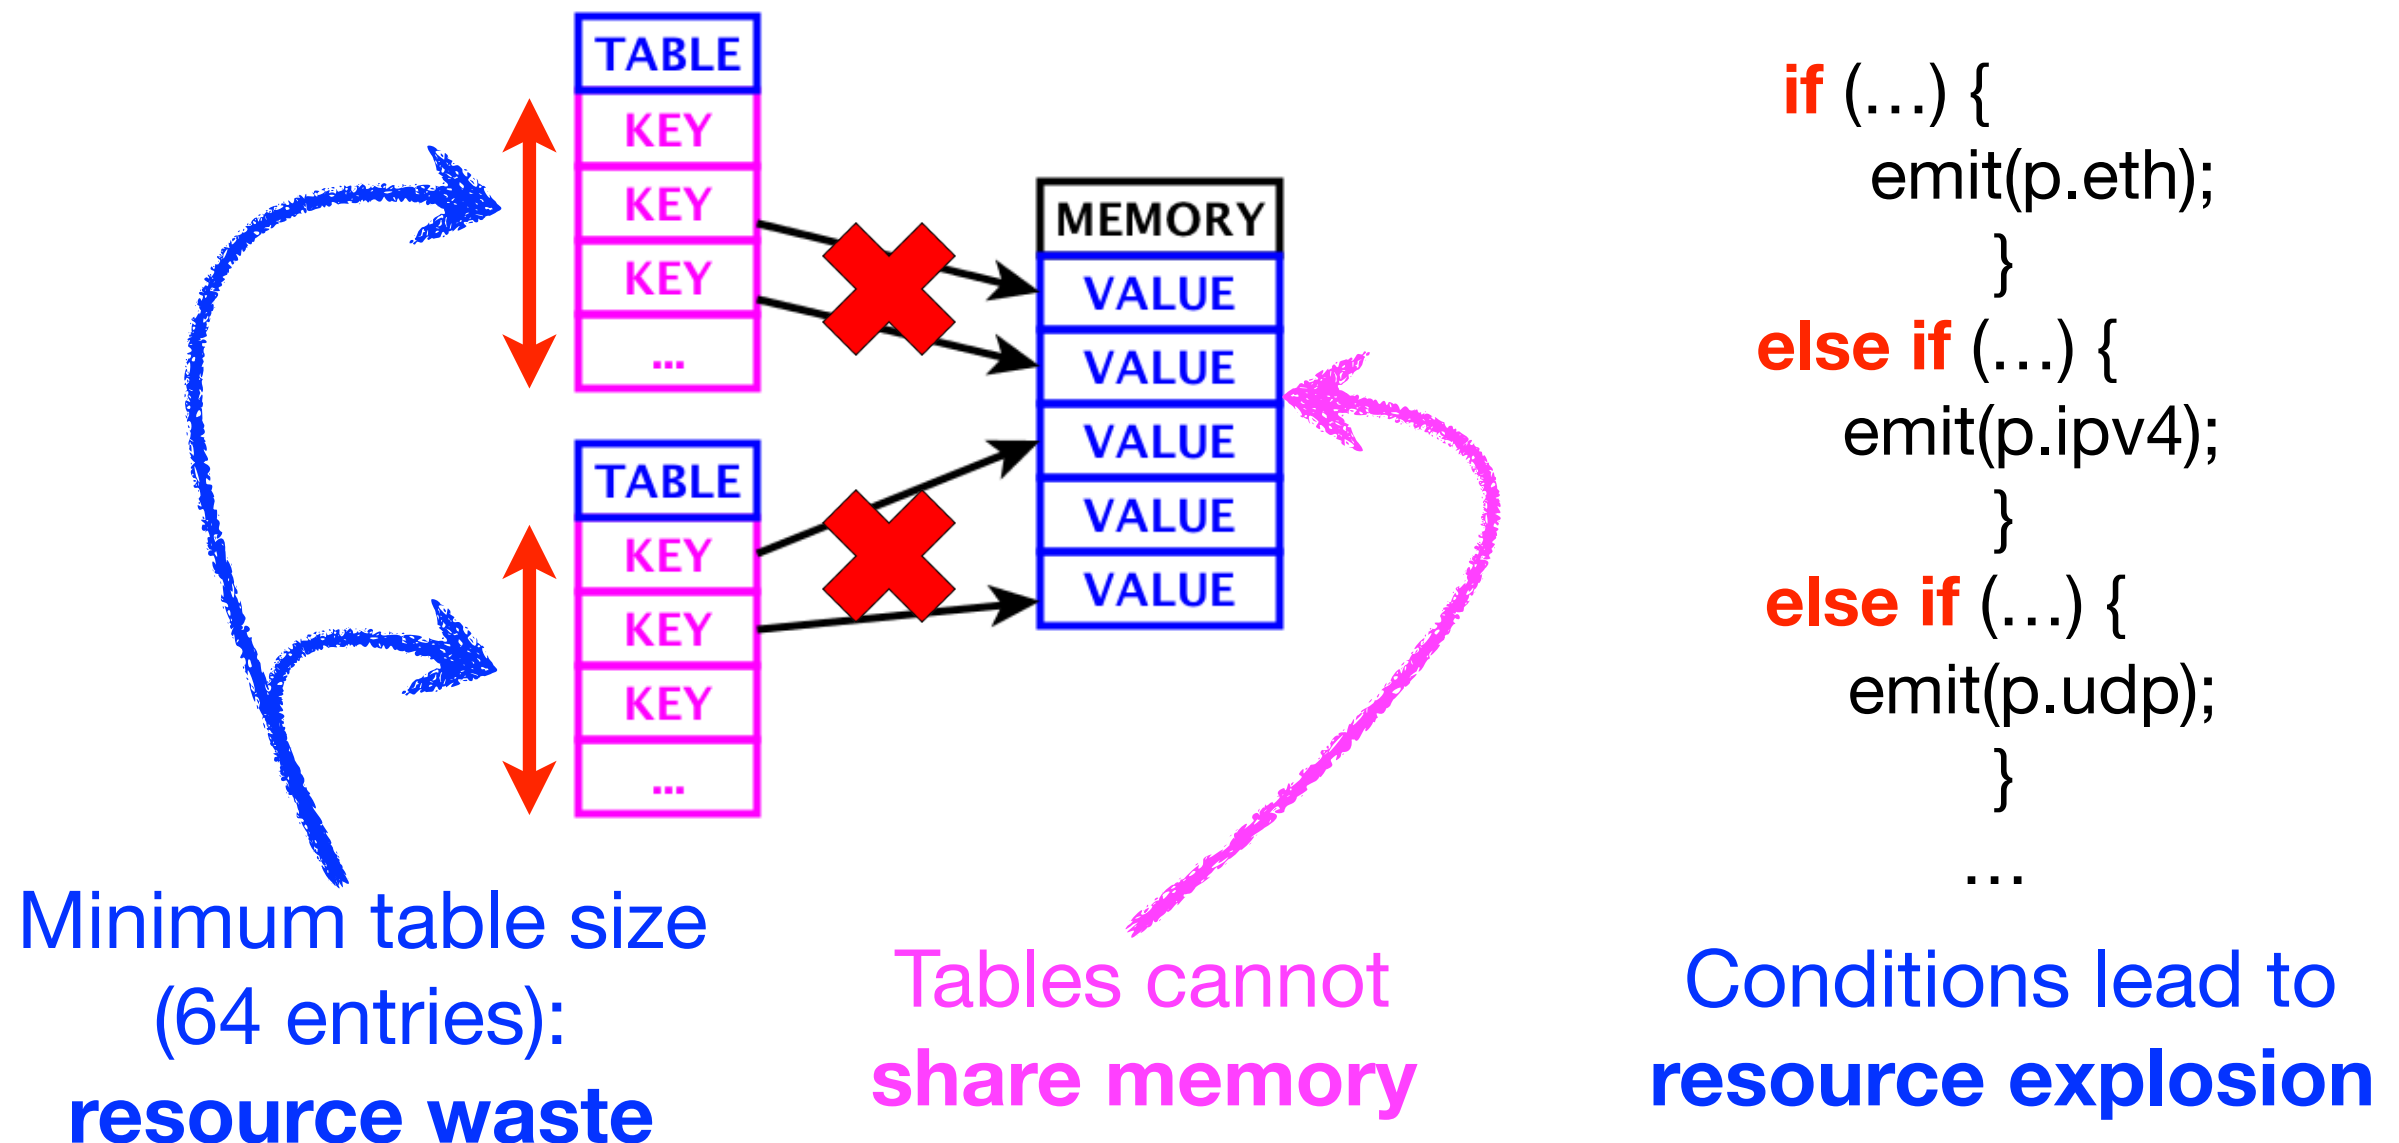 TABLE
KEY
KEY
KEY
...
TABLE
KEY
KEY
KEY
...
MEMORY
VALUE
VALUE
VALUE
VALUE
VALUE
if (…) {
emit(p.eth);
}
else if (…) {
emit(p.ipv4);
}
else if (…) {
emit(p.udp);
}
…
Minimum table size
(64 entries):
resource waste
Tables cannot
share memory
Conditions lead to
resource explosion